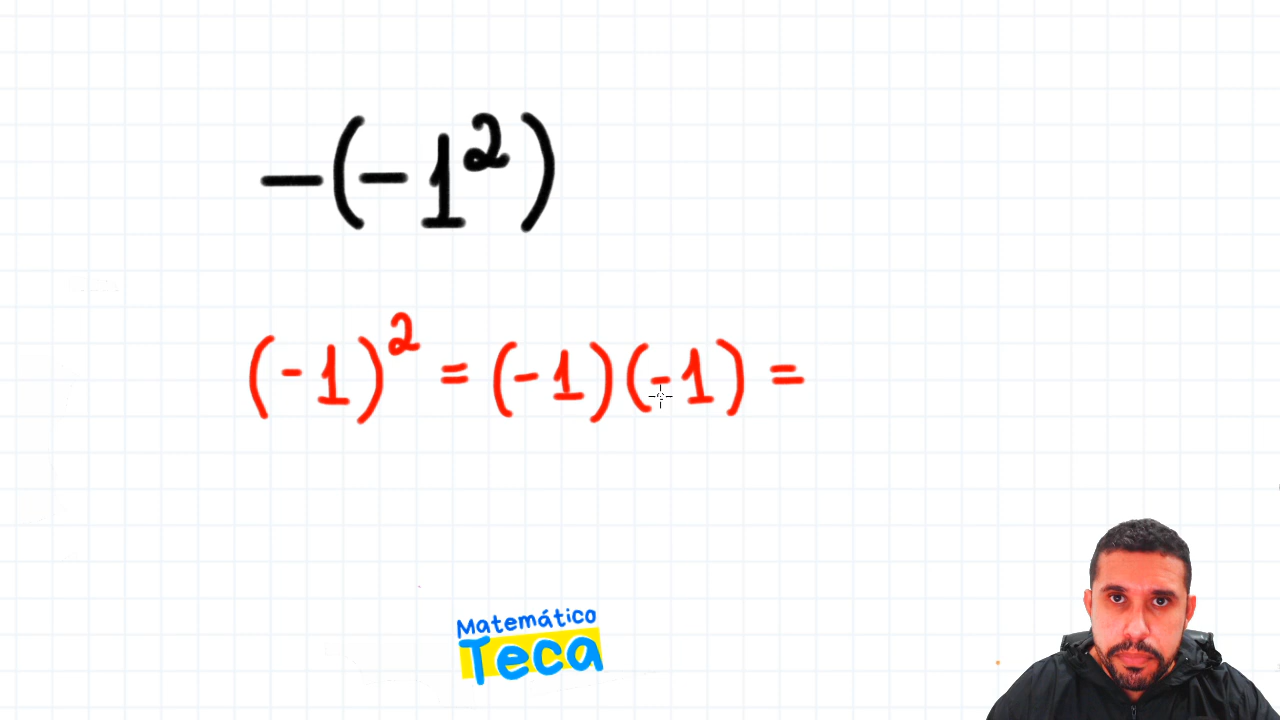 -(-1²)
(-1)² = (-1)(-1) =
Matemático
Teca